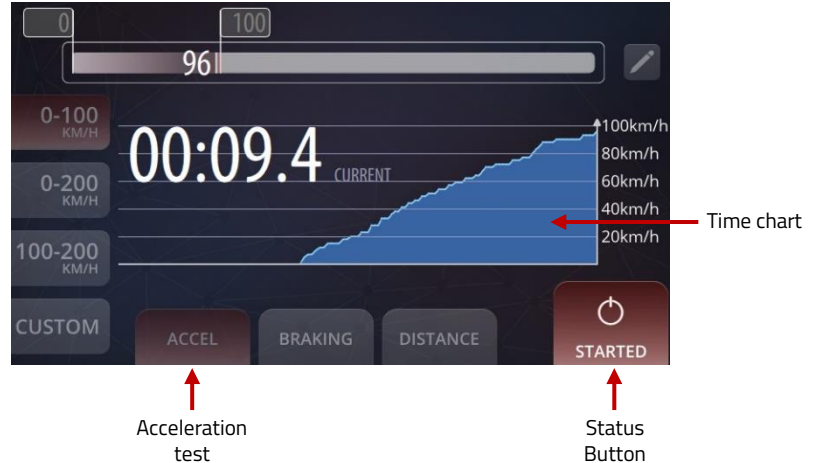 0 100
96
0-100
KM/H
0-200
KM/H
100-200
KM/H
CUSTOM
00:09.4 CURRENT
100km/h
80km/h
60km/h
40km/h
20km/h
Time chart
ACCEL BRAKING DISTANCE
STARTED
Acceleration
test
Status
Button